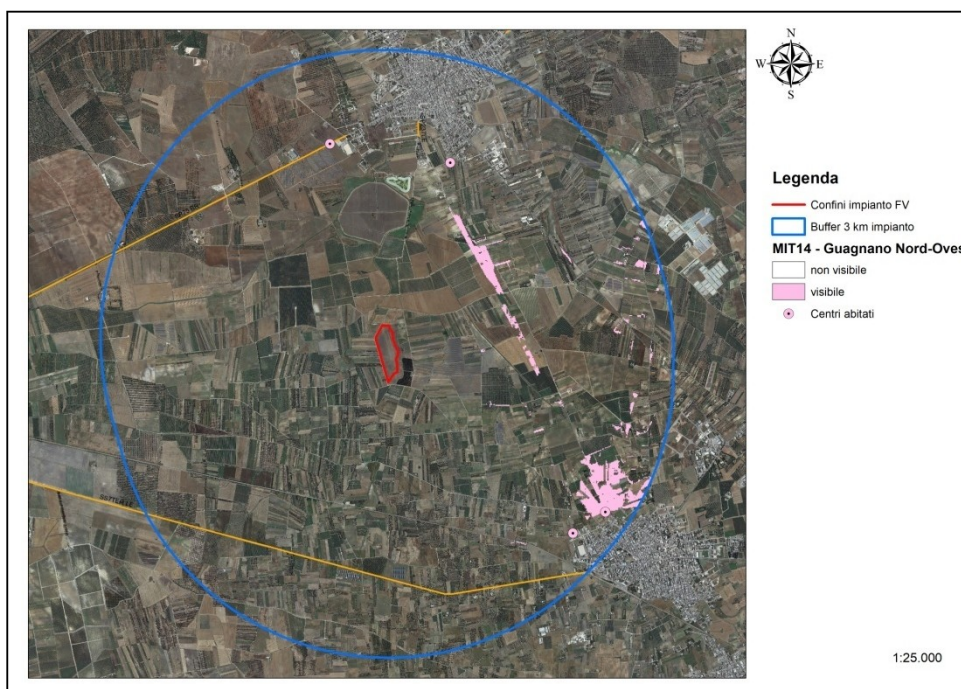 N
W E
S
Legenda
Confini impianto FV
Buffer 3 km impianto
MIT14 - Guagnano Nord-Oves
non visibile
visibile
Centri abitati
1:25.000